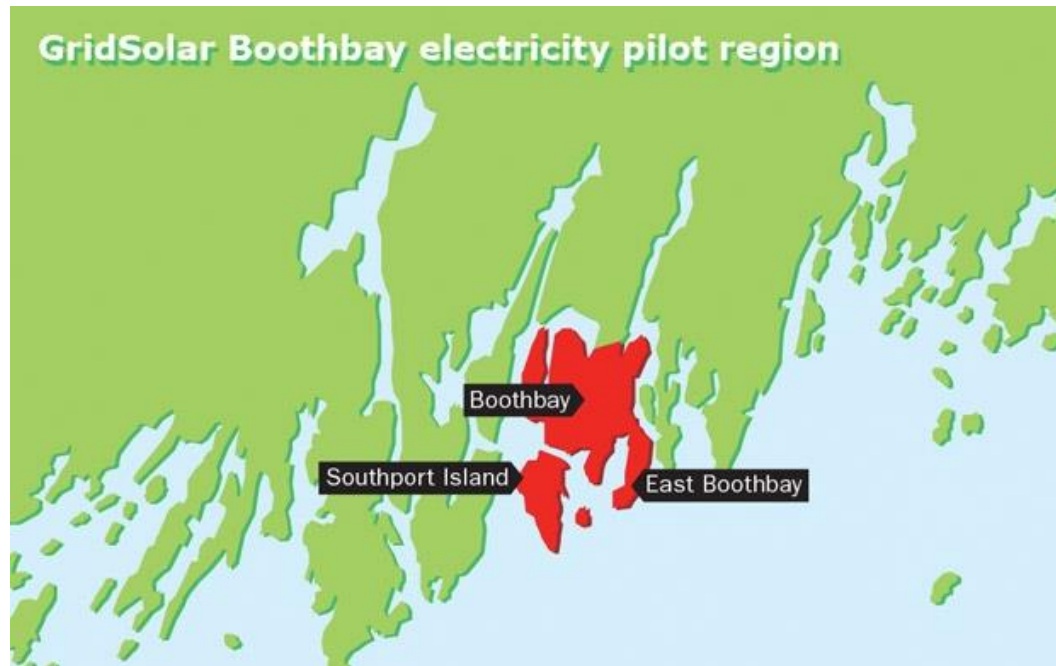 GridSolar Boothbay electricity pilot region
Boothbay
Southport Island
East Boothbay